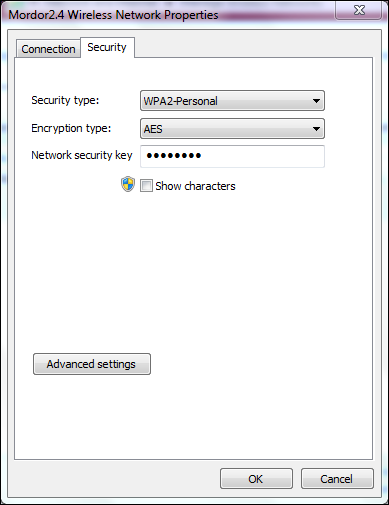 Mordor2.4 Wireless Network Properties
Connection Security
Security type: WPA2-Personal
Encryption type: AES
Network security key ••••••••
Show characters
Advanced settings
OK Cancel